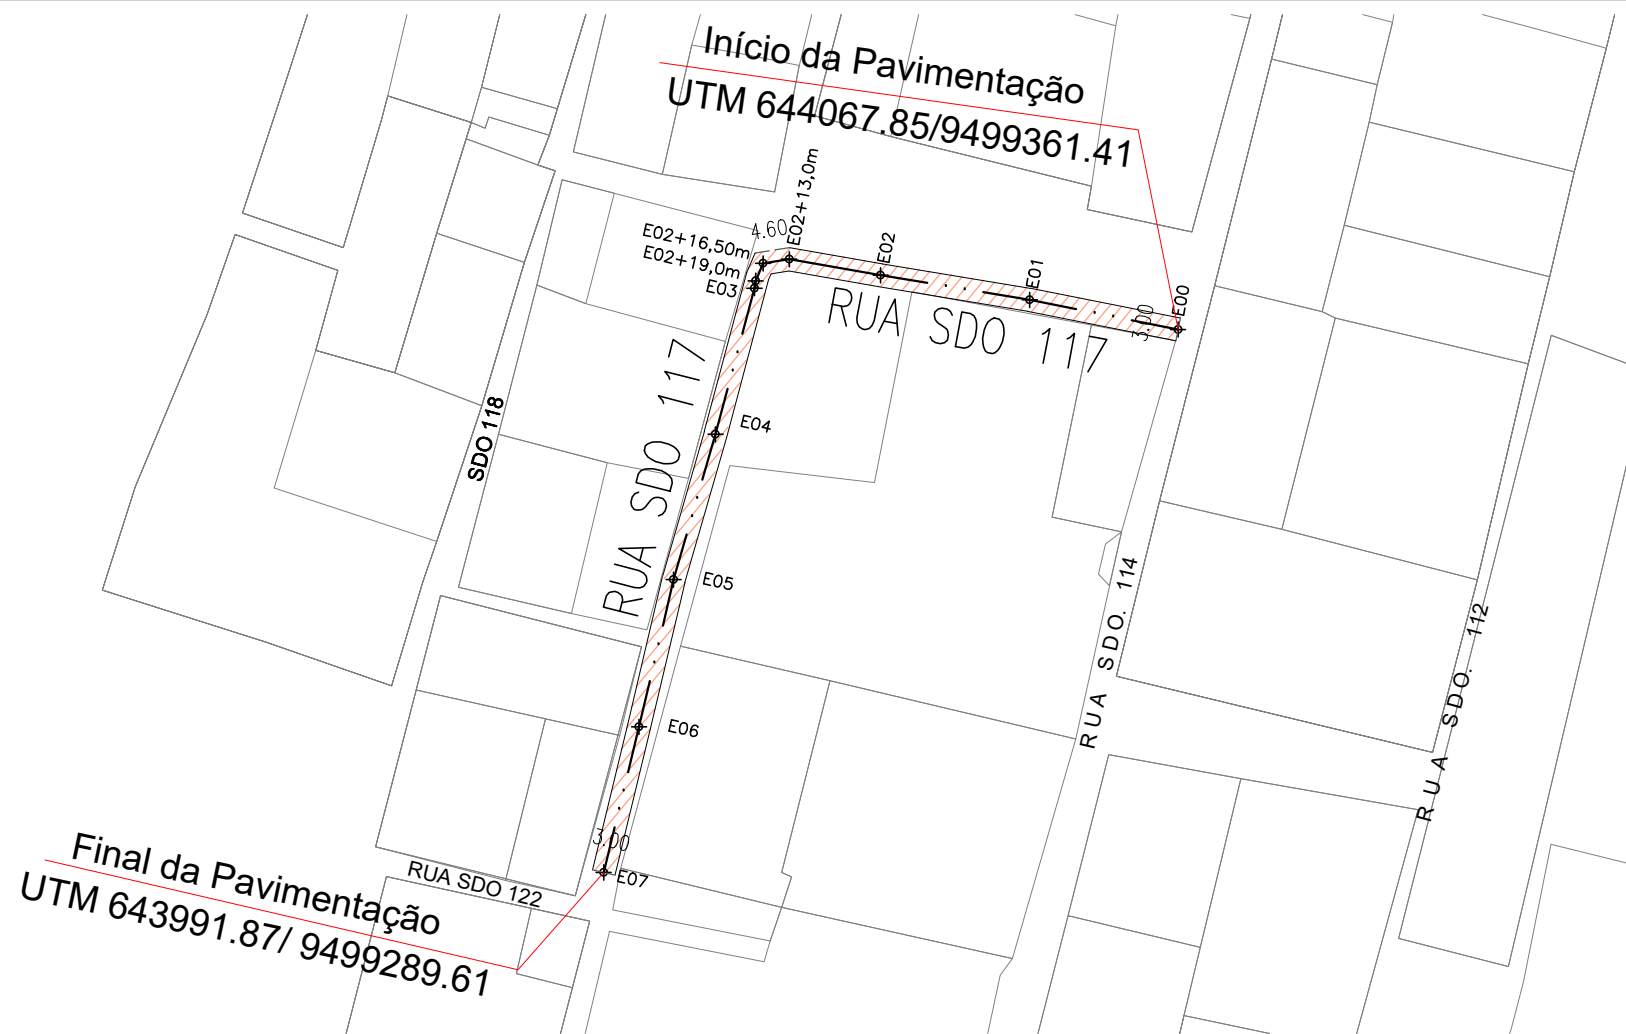 Início da Pavimentação
UTM 644067.85/9499361.41
E02+13,0m
4.60
E02+16,50m
E02+19,0m
E03
E02
E01
E00
3.00
RUA SDO 117
RUA SDO 117
E04
SDO 118
E05
RUA SDO. 114
RUA SDO. 112
E06
3.00
E07
RUA SDO 122
Final da Pavimentação
UTM 643991.87/ 9499289.61